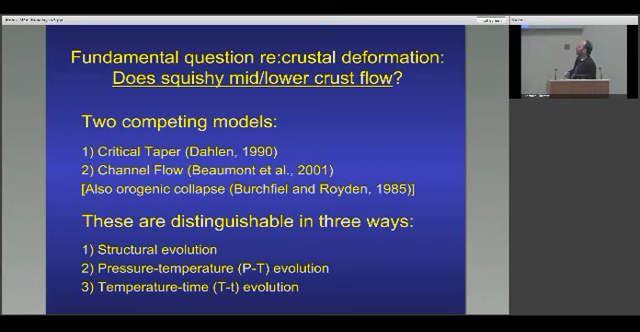 Fundamental question re:crustal deformation:
Does squishy mid/lower crust flow?
Two competing models:
1) Critical Taper (Dahlen, 1990)
2) Channel Flow (Beaumont et al., 2001)
[Also orogenic collapse (Burchfiel and Royden, 1985)]
These are distinguishable in three ways:
1) Structural evolution
2) Pressure-temperature (P-T) evolution
3) Temperature-time (T-t) evolution